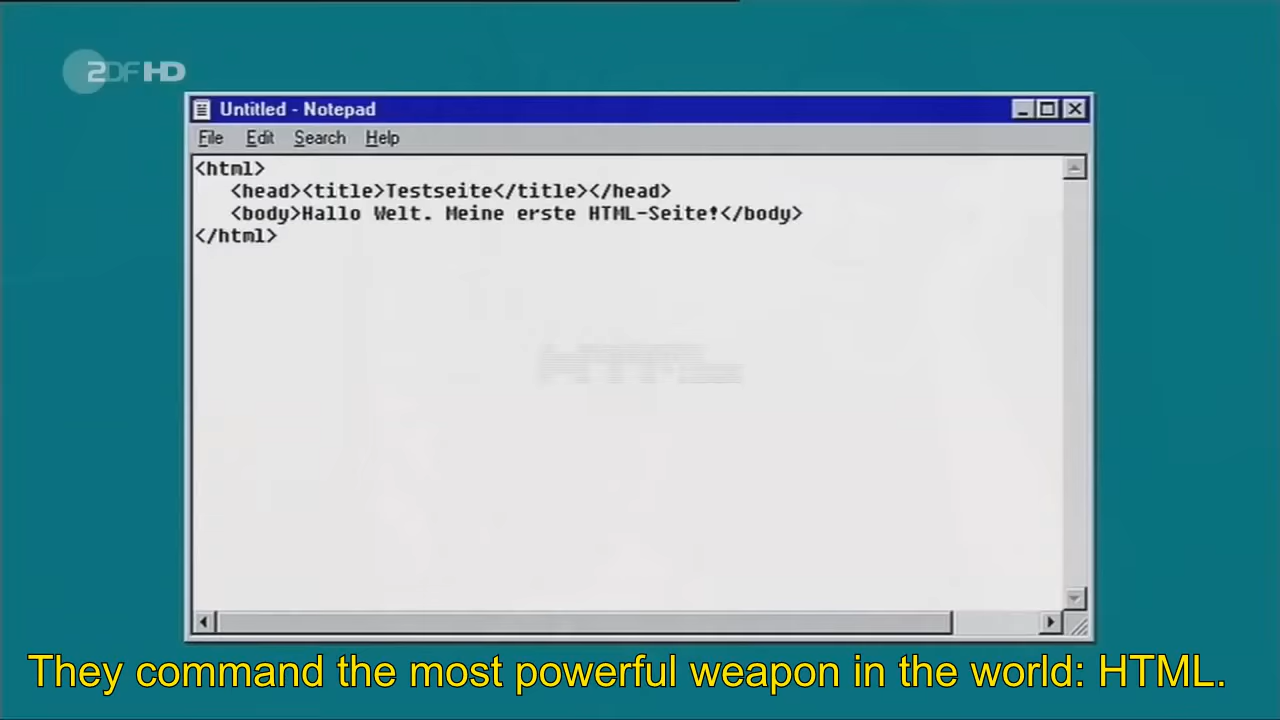 ZDF HD
Untitled - Notepad
File Edit Search Help
<html>
<head><title>Testseite</title></head>
<body>Hallo Welt. Meine erste HTML-Seite!</body>
</html>
They command the most powerful weapon in the world: HTML.